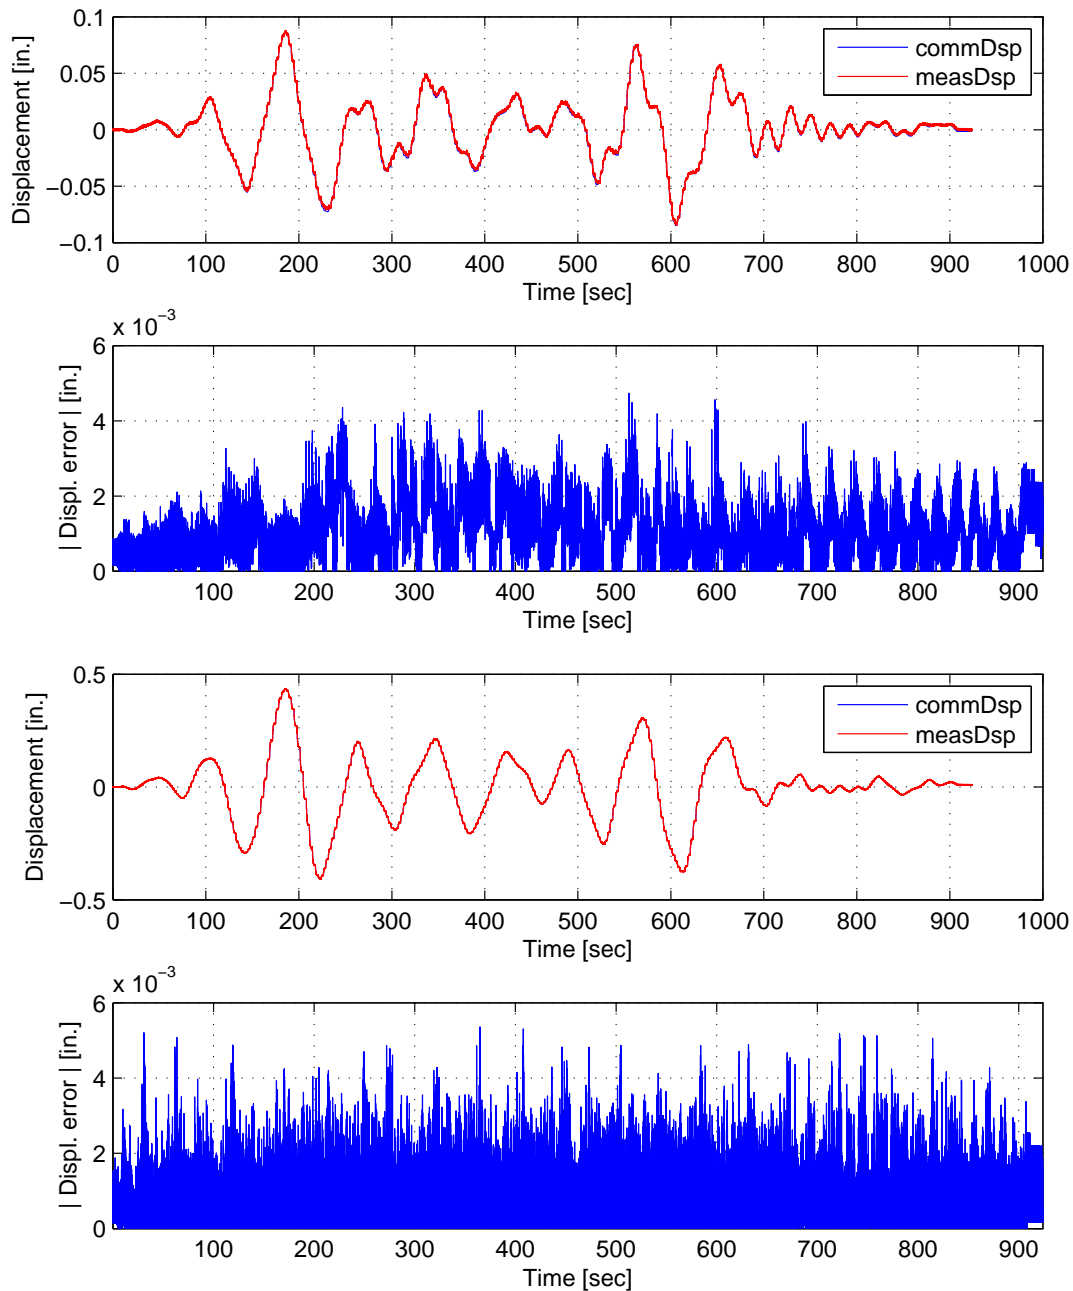 0.1
0.05
0
−0.05
−0.1
Displacement [in.]
commDsp
measDsp
0 100 200 300 400 500 600 700 800 900 1000
Time [sec]
x 10−3
6
4
2
0
| Displ. error | [in.]
100 200 300 400 500 600 700 800 900
Time [sec]
0.5
0
−0.5
Displacement [in.]
commDsp
measDsp
0 100 200 300 400 500 600 700 800 900 1000
Time [sec]
x 10−3
6
4
2
0
| Displ. error | [in.]
100 200 300 400 500 600 700 800 900
Time [sec]